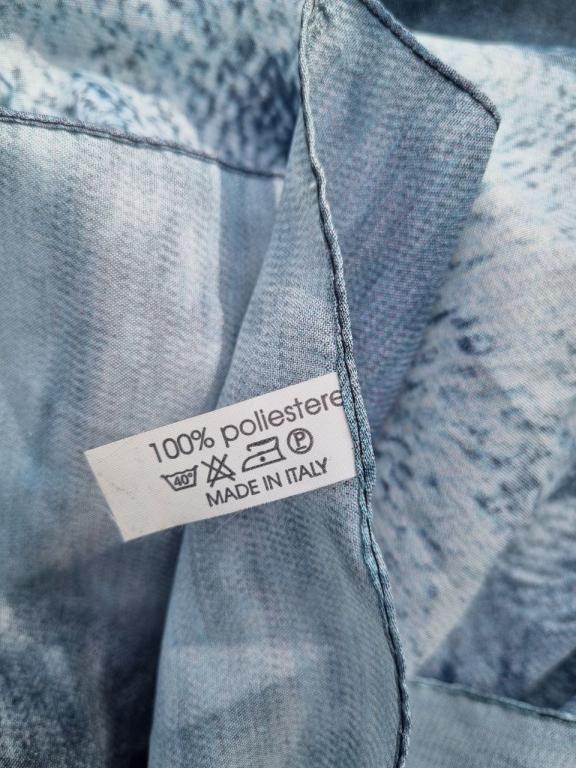 100% poliestere
40° P
MADE IN ITALY